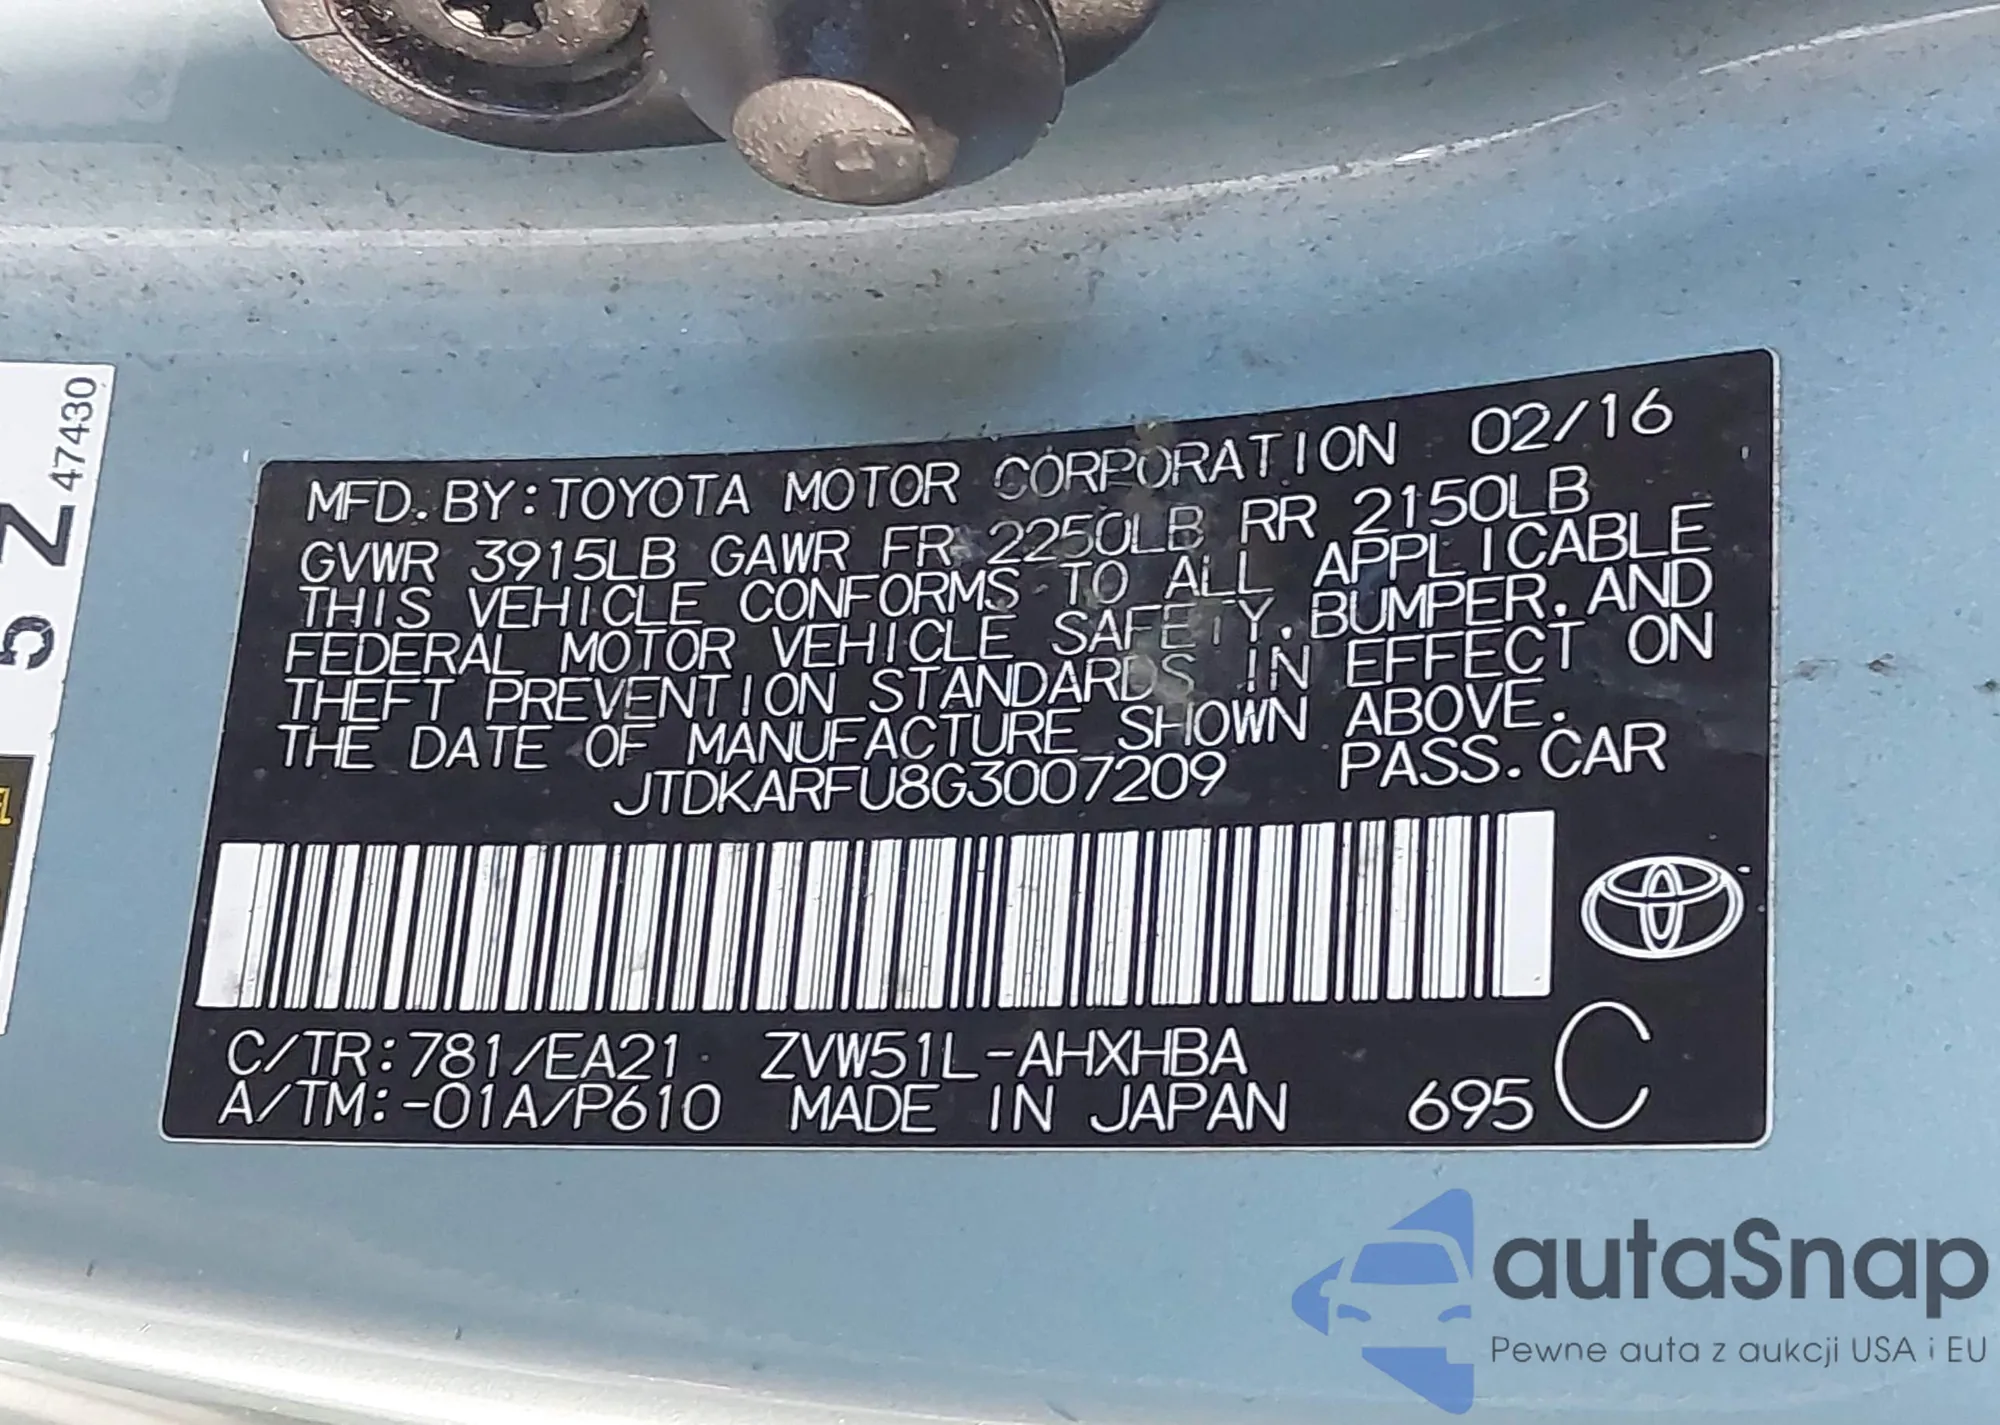 47430
Z
C
EL
MFD. BY: TOYOTA MOTOR CORPORATION 02/16
GVWR 3915LB GAWR FR 2250LB RR 2150LB
THIS VEHICLE CONFORMS TO ALL APPLICABLE
FEDERAL MOTOR VEHICLE SAFETY, BUMPER, AND
THEFT PREVENTION STANDARDS IN EFFECT ON
THE DATE OF MANUFACTURE SHOWN ABOVE.
JTDKARFU8G3007209 PASS. CAR
C/TR: 781/EA21 ZVW51L-AHXHBA
A/TM: -01A/P610 MADE IN JAPAN 695 C
autaSnap
Pewne auta z aukcji USA i EU